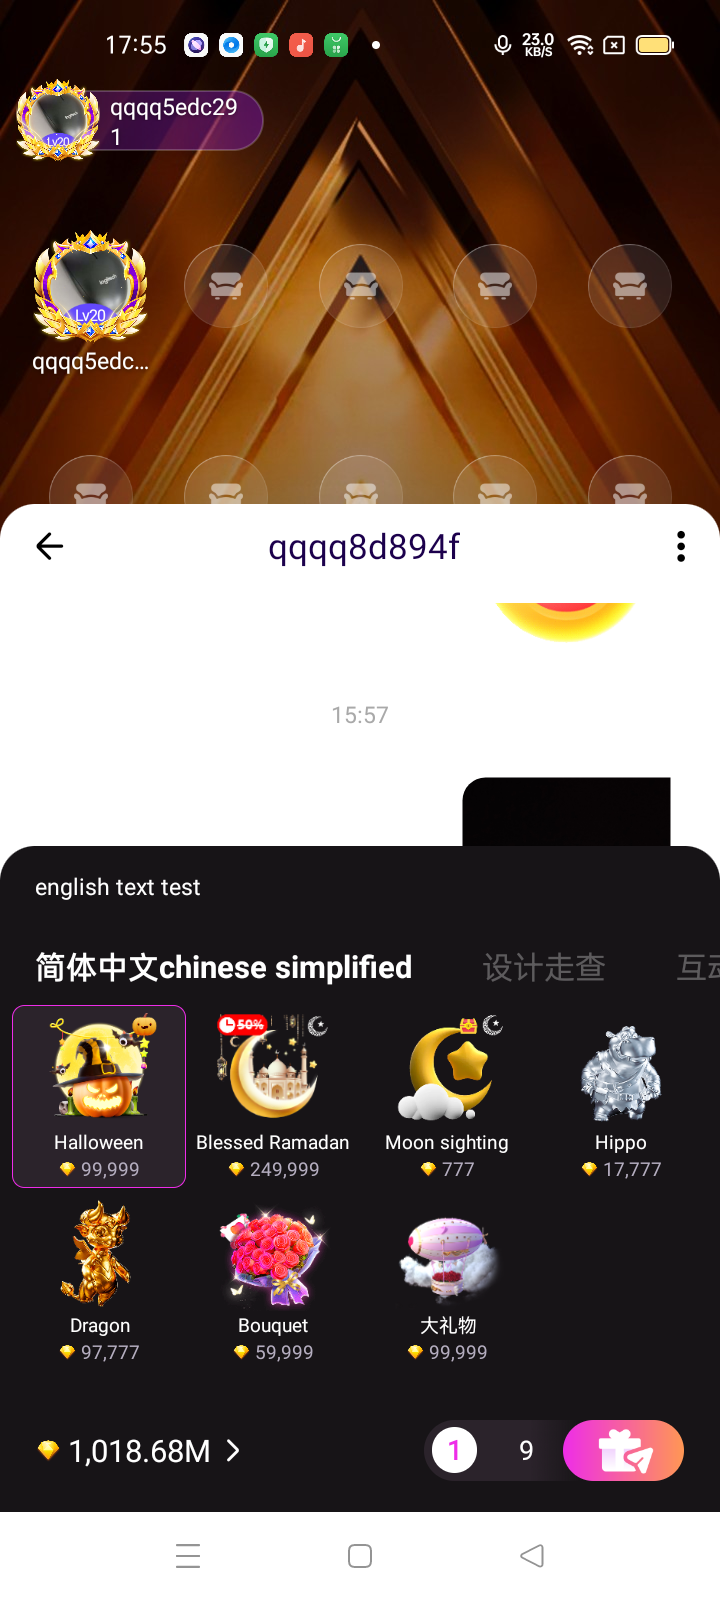 17:55
23.0
KB/S
qqqq5edc29
1
Lv20
Lv20
qqqq5edc...
qqqq8d894f
15:57
english text test
简体中文chinese simplified 设计走查 互动
50%
Halloween Blessed Ramadan Moon sighting Hippo
99,999 249,999 777 17,777
Dragon Bouquet 大礼物
97,777 59,999 99,999
1,018.68M 1 9